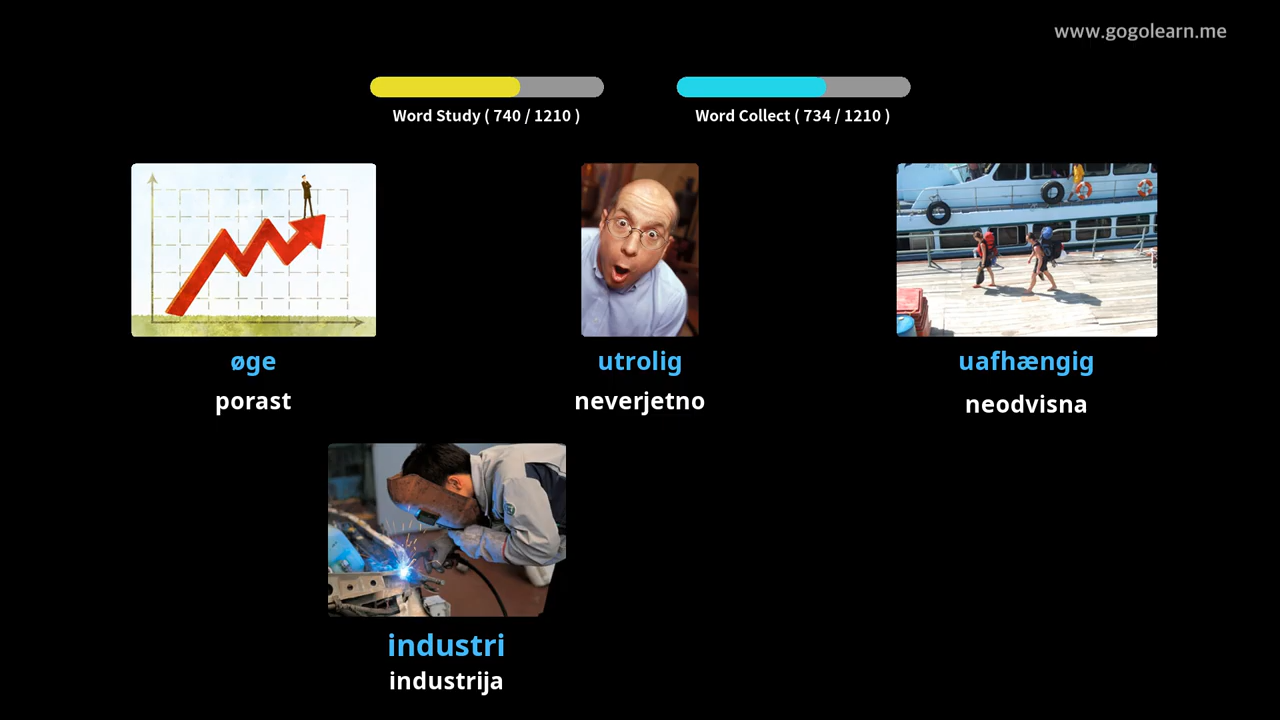 www.gogolearn.me
Word Study ( 740 / 1210 )
Word Collect ( 734 / 1210 )
øge
utrolig
uafhængig
porast
neverjetno
neodvisna
industri
industrija